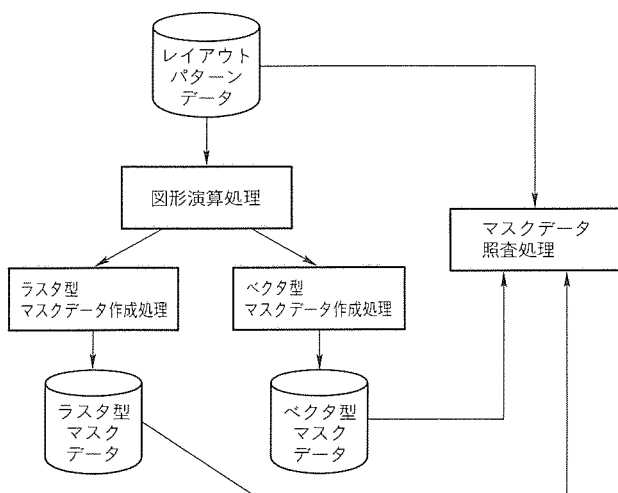 レイアウト
パターン
データ
図形演算処理
マスクデータ
照査処理
ラスタ型
マスクデータ作成処理
ベクタ型
マスクデータ作成処理
ラスタ型
マスク
データ
ベクタ型
マスク
データ